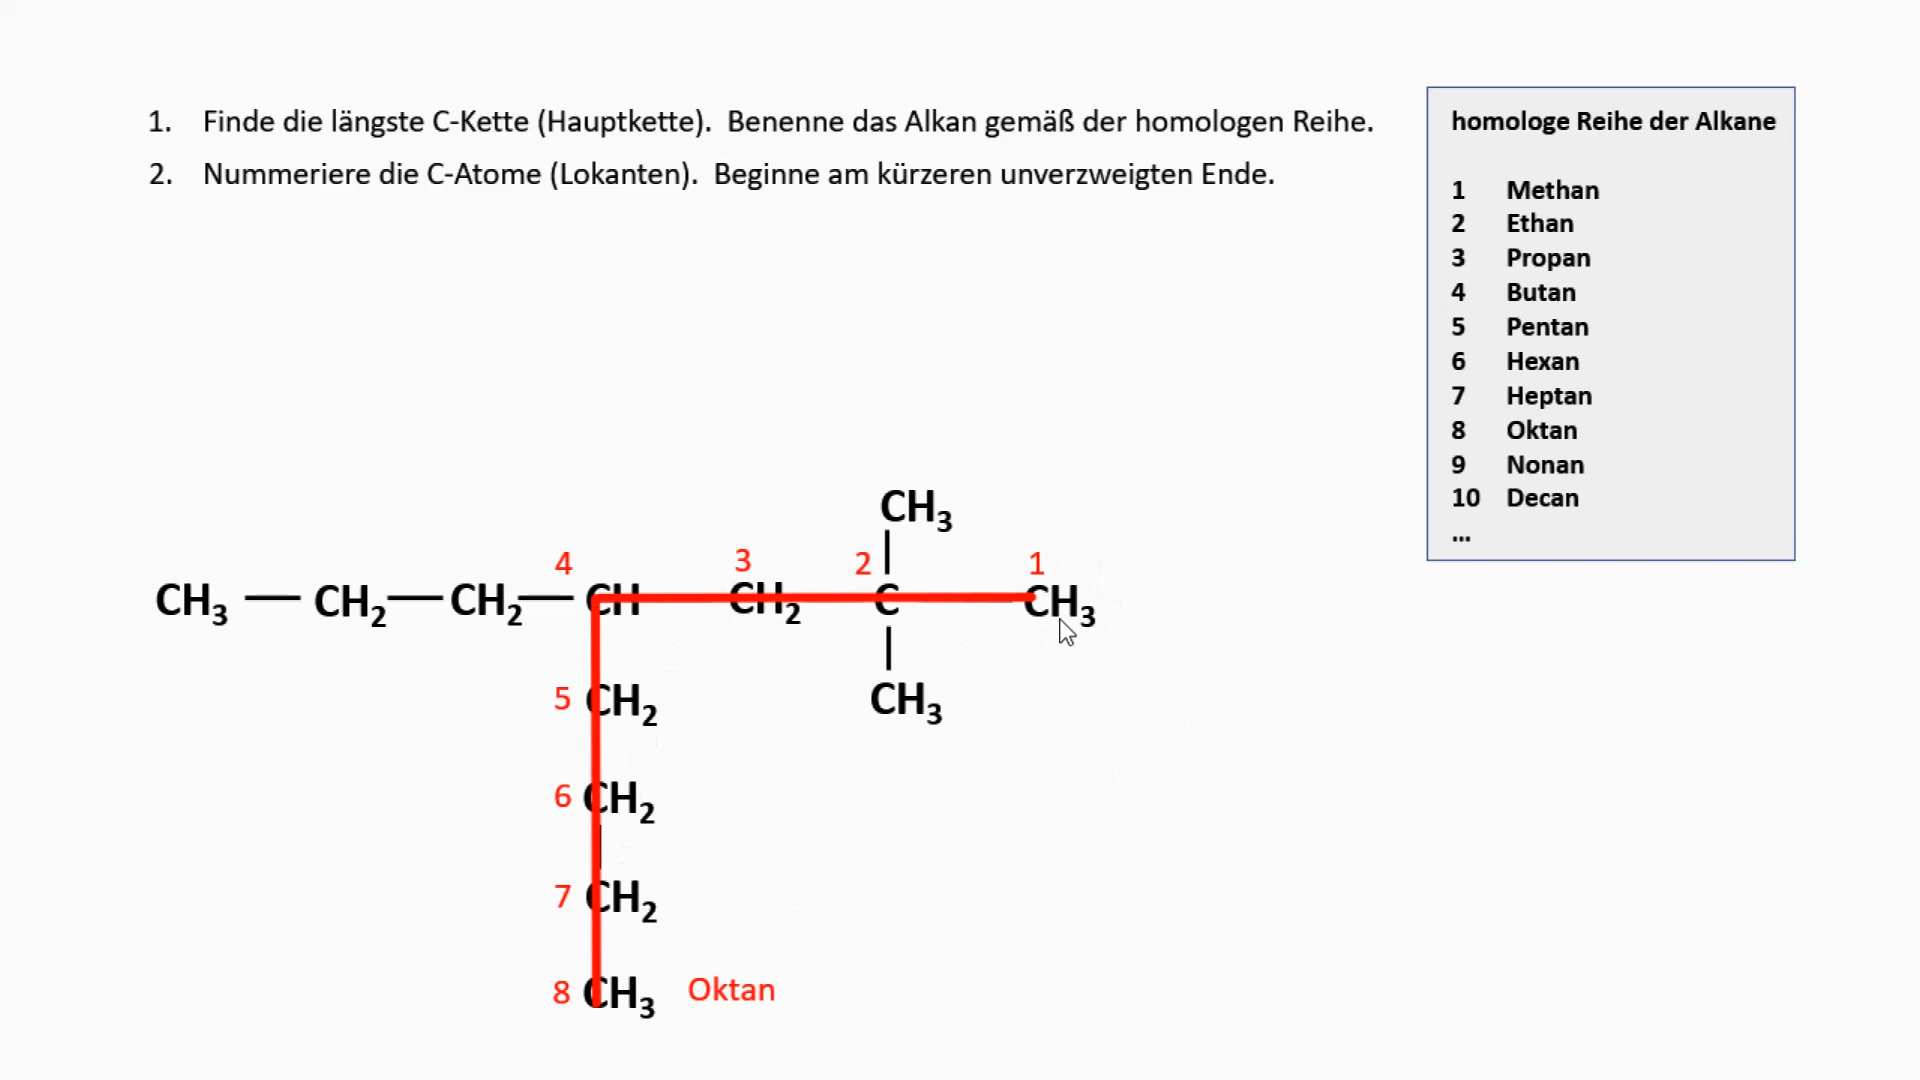 1. Finde die längste C-Kette (Hauptkette). Benenne das Alkan gemäß der homologen Reihe.
2. Nummeriere die C-Atome (Lokanten). Beginne am kürzeren unverzweigten Ende.
homologe Reihe der Alkane
1 Methan
2 Ethan
3 Propan
4 Butan
5 Pentan
6 Hexan
7 Heptan
8 Oktan
9 Nonan
10 Decan
...
CH₃
4 3 2 1
CH₃ — CH₂ — CH₂ — CH CH₂ C CH₃
5 CH₂ CH₃
6 CH₂
7 CH₂
8 CH₃ Oktan